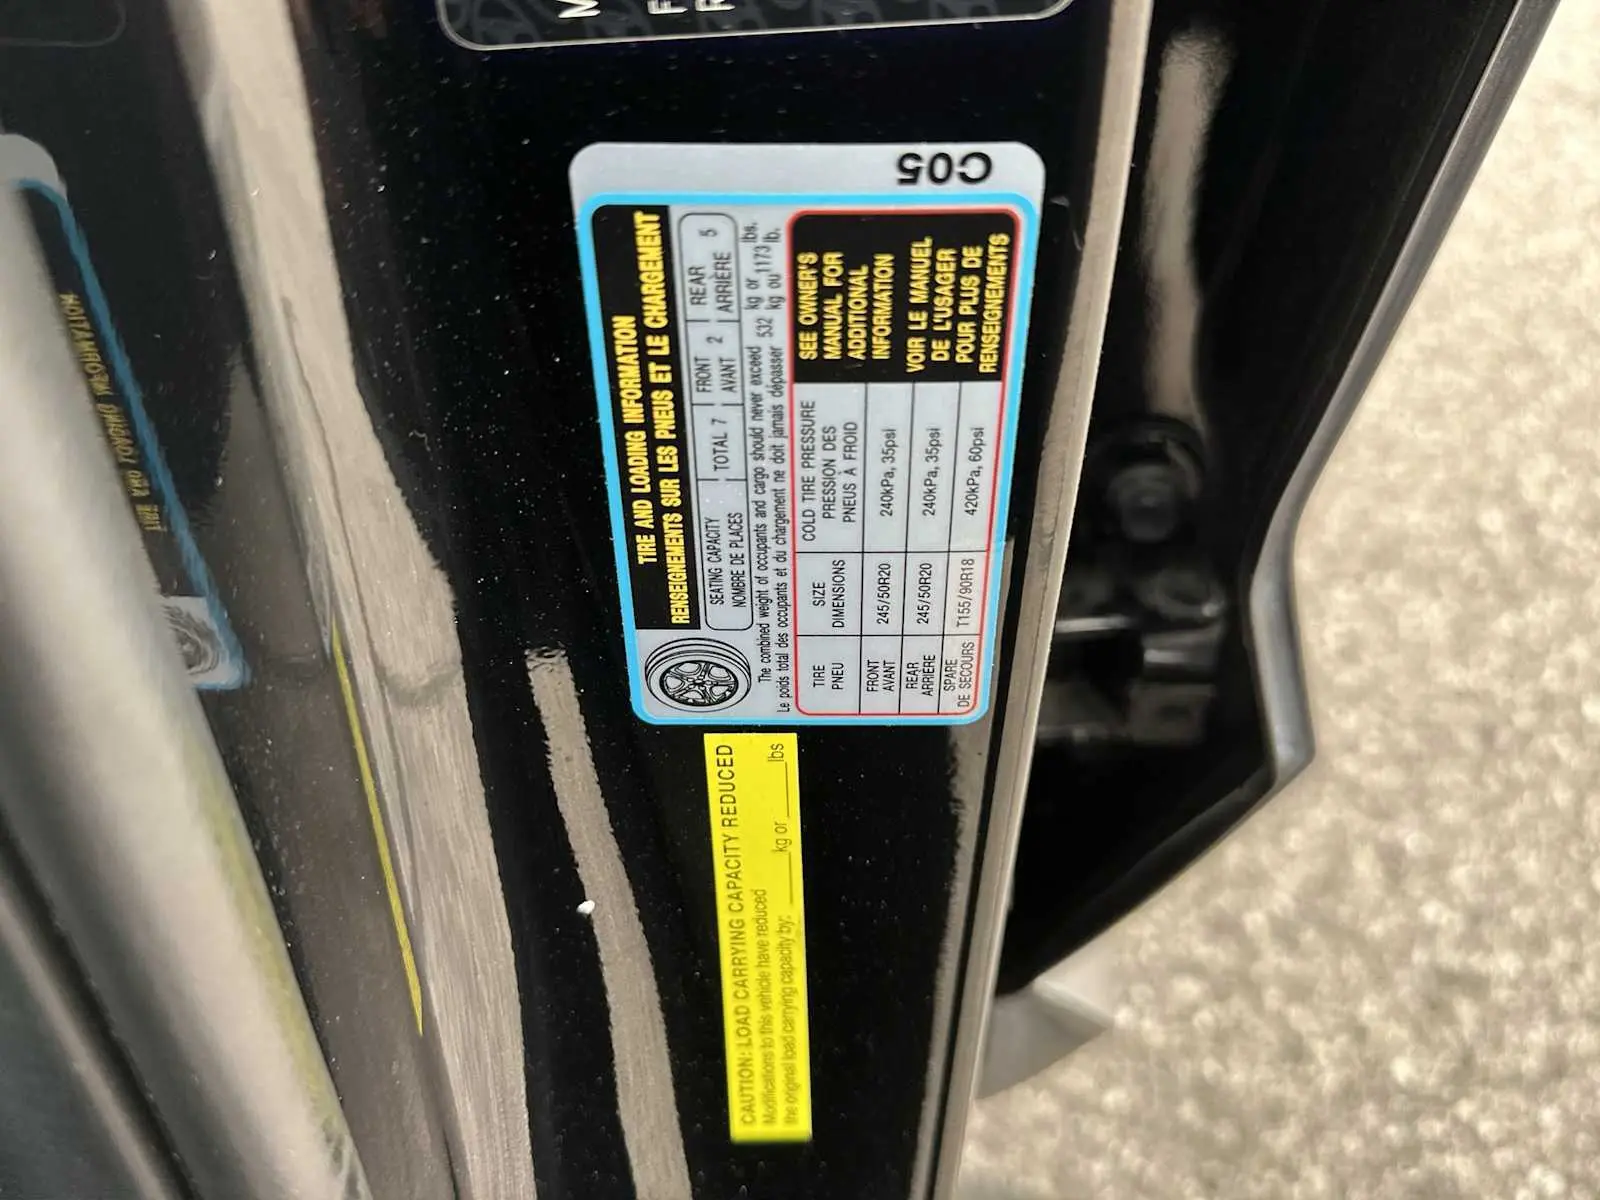 C05
TIRE AND LOADING INFORMATION
RENSEIGNEMENTS SUR LES PNEUS ET LE CHARGEMENT
SEATING CAPACITY
NOMBRE DE PLACES
TOTAL 7
FRONT
AVANT
2
REAR
ARRIÈRE
5
The combined weight of occupants and cargo should never exceed 532 kg or 1173 lbs.
Le poids total des occupants et du chargement ne doit jamais dépasser 532 kg ou 1173 lb.
TIRE
PNEU
SIZE
DIMENSIONS
COLD TIRE PRESSURE
PRESSION DES
PNEUS À FROID
FRONT
AVANT
245/50R20
240kPa, 35psi
REAR
ARRIÈRE
245/50R20
240kPa, 35psi
SPARE
DE SECOURS
T155/90R18
420kPa, 60psi
SEE OWNER'S
MANUAL FOR
ADDITIONAL
INFORMATION
VOIR LE MANUEL
DE L'USAGER
POUR PLUS DE
RENSEIGNEMENTS
CAUTION: LOAD CARRYING CAPACITY REDUCED
Modifications to this vehicle have reduced
the original load carrying capacity by: ____kg or ____lbs